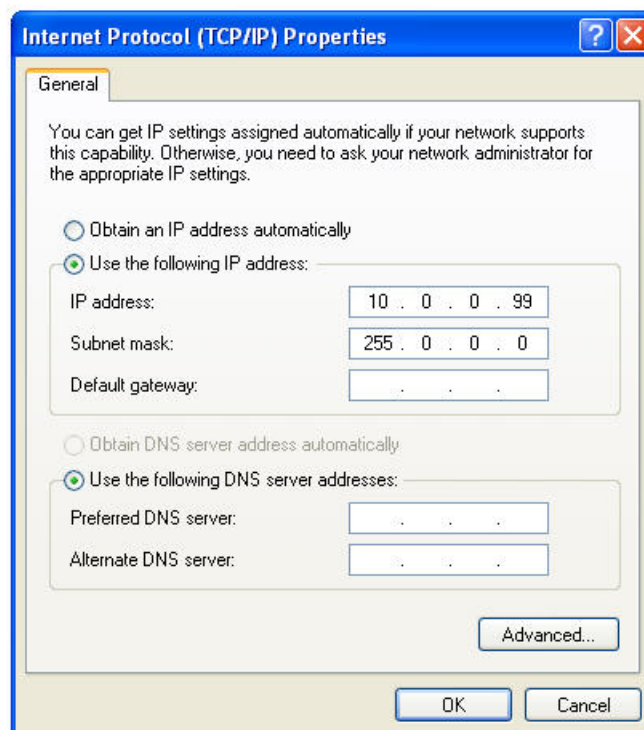 Internet Protocol (TCP/IP) Properties
General
You can get IP settings assigned automatically if your network supports
this capability. Otherwise, you need to ask your network administrator for
the appropriate IP settings.
Obtain an IP address automatically
Use the following IP address:
IP address: 10 . 0 . 0 . 99
Subnet mask: 255 . 0 . 0 . 0
Default gateway: . . .
Obtain DNS server address automatically
Use the following DNS server addresses:
Preferred DNS server: . . .
Alternate DNS server: . . .
Advanced...
OK Cancel